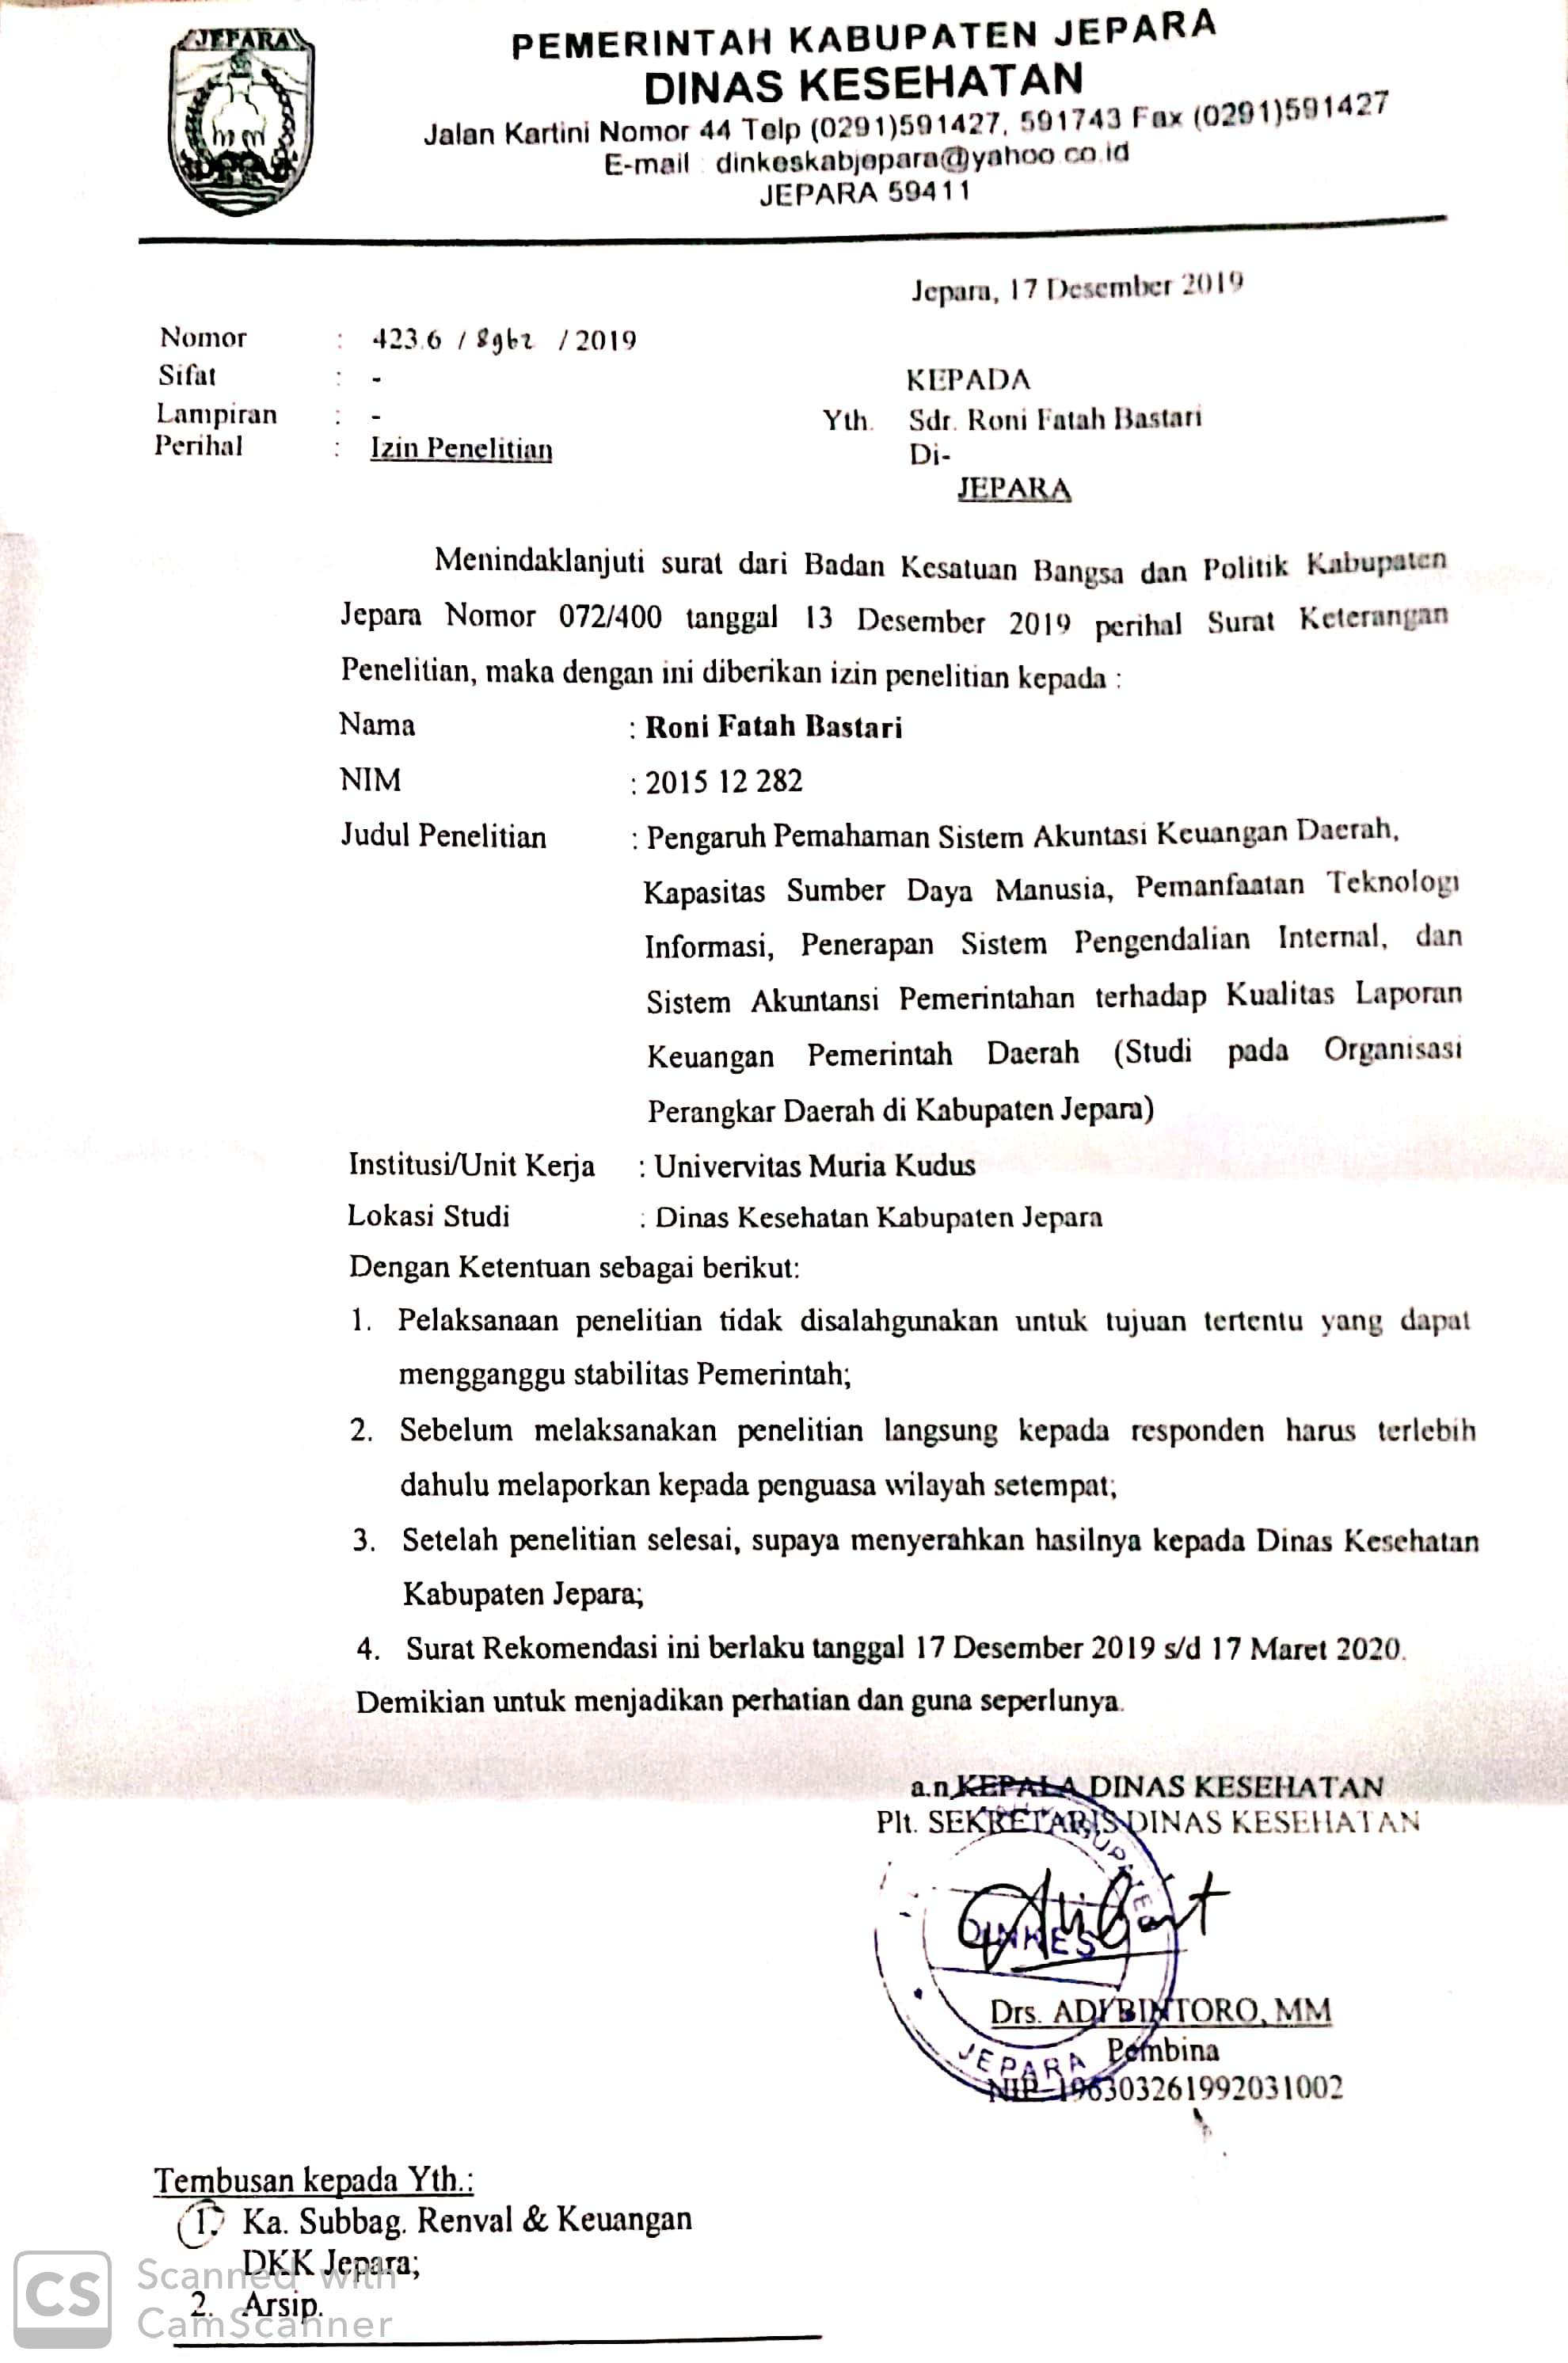 JEPARA
PEMERINTAH KABUPATEN JEPARA
DINAS KESEHATAN
Jalan Kartini Nomor 44 Telp (0291)591427, 591743 Fax (0291)591427
E-mail : dinkeskabjepara@yahoo.co.id
JEPARA 59411
Jepara, 17 Desember 2019
Nomor : 423.6 / 8962 / 2019
Sifat : -
Lampiran : -
Perihal : Izin Penelitian
KEPADA
Yth. Sdr. Roni Fatah Bastari
Di-
JEPARA
Menindaklanjuti surat dari Badan Kesatuan Bangsa dan Politik Kabupaten
Jepara Nomor 072/400 tanggal 13 Desember 2019 perihal Surat Keterangan
Penelitian, maka dengan ini diberikan izin penelitian kepada :
Nama : Roni Fatah Bastari
NIM : 2015 12 282
Judul Penelitian : Pengaruh Pemahaman Sistem Akuntasi Keuangan Daerah,
Kapasitas Sumber Daya Manusia, Pemanfaatan Teknologi
Informasi, Penerapan Sistem Pengendalian Internal, dan
Sistem Akuntansi Pemerintahan terhadap Kualitas Laporan
Keuangan Pemerintah Daerah (Studi pada Organisasi
Perangkar Daerah di Kabupaten Jepara)
Institusi/Unit Kerja : Univervitas Muria Kudus
Lokasi Studi : Dinas Kesehatan Kabupaten Jepara
Dengan Ketentuan sebagai berikut:
1. Pelaksanaan penelitian tidak disalahgunakan untuk tujuan tertentu yang dapat
mengganggu stabilitas Pemerintah;
2. Sebelum melaksanakan penelitian langsung kepada responden harus terlebih
dahulu melaporkan kepada penguasa wilayah setempat;
3. Setelah penelitian selesai, supaya menyerahkan hasilnya kepada Dinas Kesehatan
Kabupaten Jepara;
4. Surat Rekomendasi ini berlaku tanggal 17 Desember 2019 s/d 17 Maret 2020.
Demikian untuk menjadikan perhatian dan guna seperlunya.
a.n KEPALA DINAS KESEHATAN
Plt. SEKRETARIS DINAS KESEHATAN
DINKES
JEPARA
Drs. ADI BINTORO, MM
Pembina
NIP 196303261992031002
Tembusan kepada Yth.:
1. Ka. Subbag. Renval & Keuangan
DKK Jepara;
2. Arsip.
CS
Scanned with
CamScanner